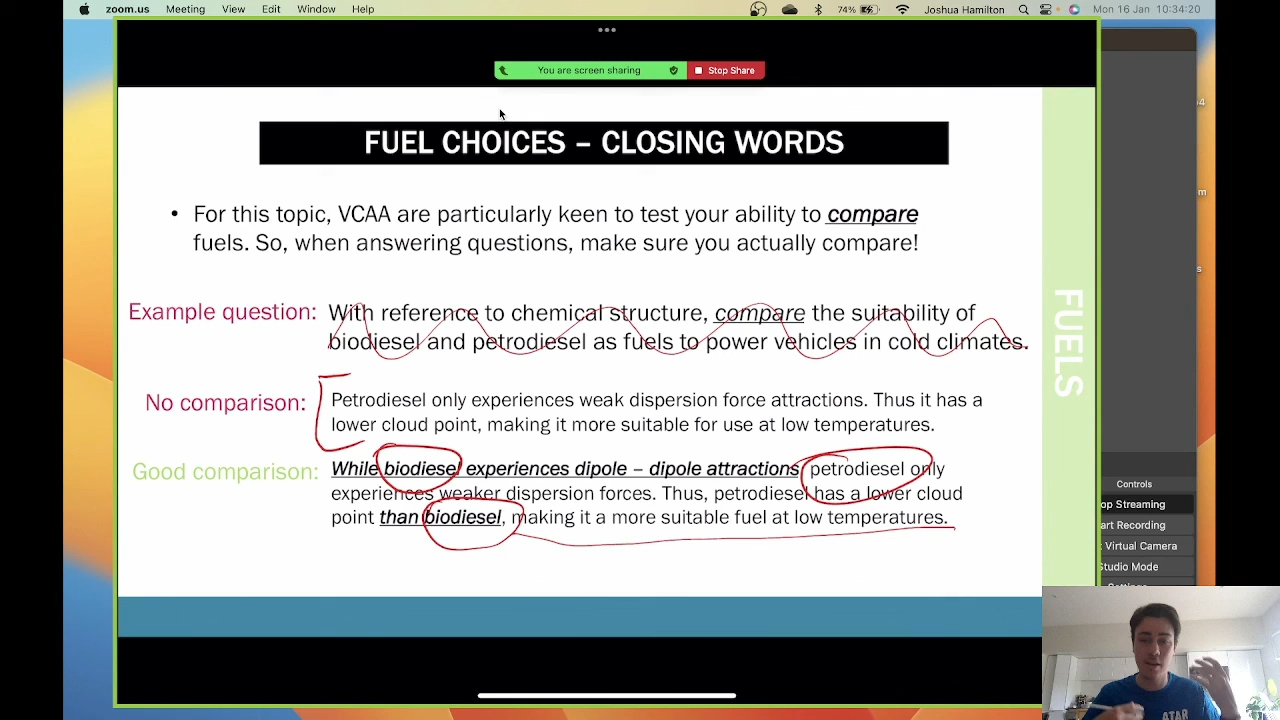 zoom.us Meeting View Edit Window Help 74% Joshua Hamilton Mon 16 Jan 10:34:20
You are screen sharing Stop Share
FUEL CHOICES – CLOSING WORDS
• For this topic, VCAA are particularly keen to test your ability to compare
fuels. So, when answering questions, make sure you actually compare!
Example question: With reference to chemical structure, compare the suitability of
biodiesel and petrodiesel as fuels to power vehicles in cold climates.
No comparison: Petrodiesel only experiences weak dispersion force attractions. Thus it has a
lower cloud point, making it more suitable for use at low temperatures.
Good comparison: While biodiesel experiences dipole – dipole attractions, petrodiesel only
experiences weaker dispersion forces. Thus, petrodiesel has a lower cloud
point than biodiesel, making it a more suitable fuel at low temperatures.
FUELS
Controls
op Streaming
art Recording
Virtual Camera
Studio Mode
ATAR